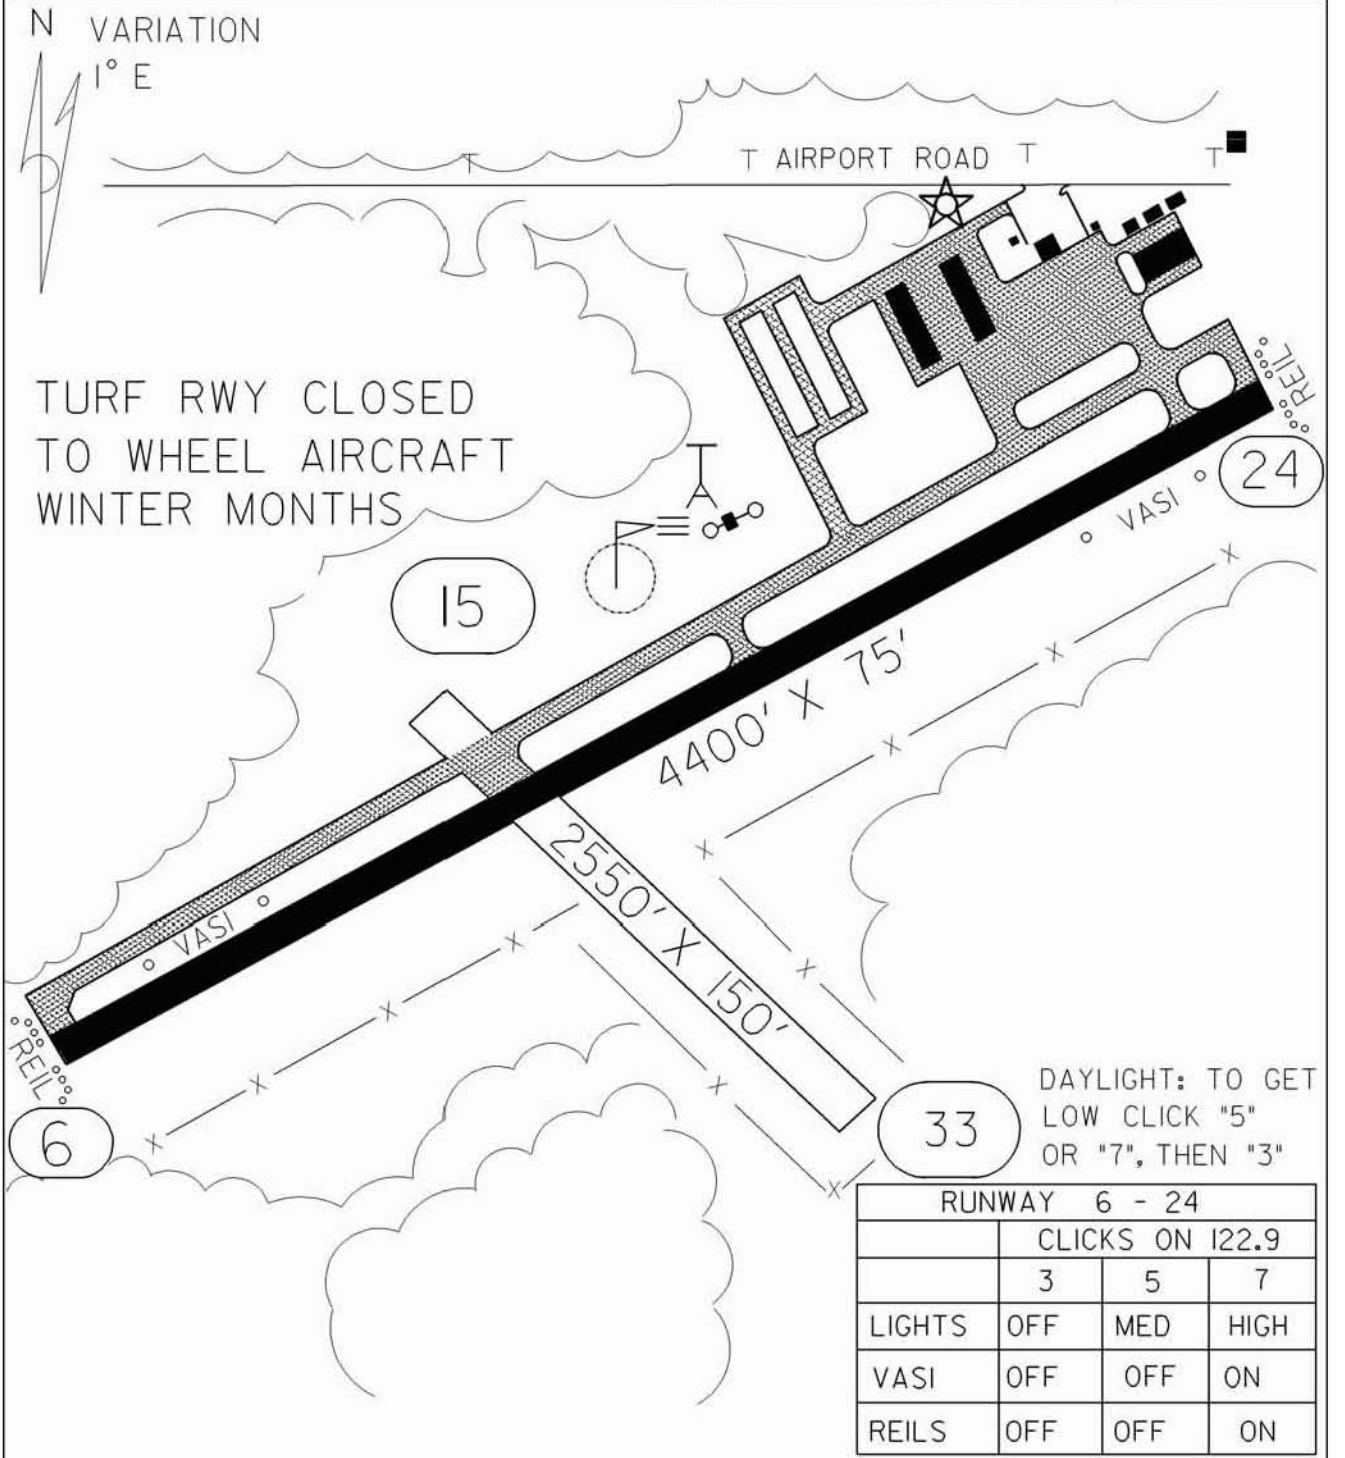 N VARIATION
1° E
T
T AIRPORT ROAD T T
TURF RWY CLOSED
TO WHEEL AIRCRAFT
WINTER MONTHS
REIL
24
VASI
15
4400' X 75'
2550' X 150'
VASI
REIL
6
33
DAYLIGHT: TO GET
LOW CLICK "5"
OR "7", THEN "3"
RUNWAY 6 - 24
CLICKS ON 122.9
3 5 7
LIGHTS OFF MED HIGH
VASI OFF OFF ON
REILS OFF OFF ON